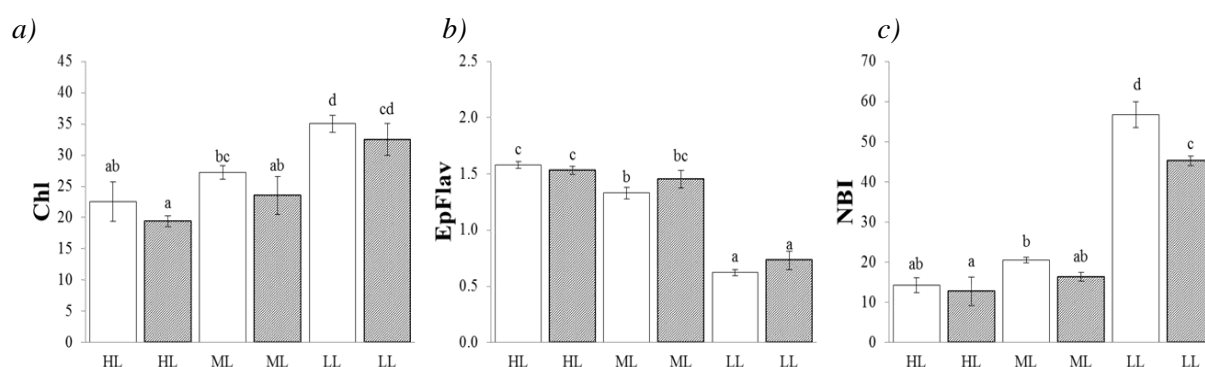 a)
45
40
35
30
25
20
15
10
5
0
Chl
ab
a
bc
ab
d
cd
HL HL ML ML LL LL
b)
2.5
2.0
1.5
1.0
0.5
0.0
EpFlav
c
c
b
bc
a
a
HL HL ML ML LL LL
c)
70
60
50
40
30
20
10
0
NBI
ab
a
b
ab
d
c
HL HL ML ML LL LL